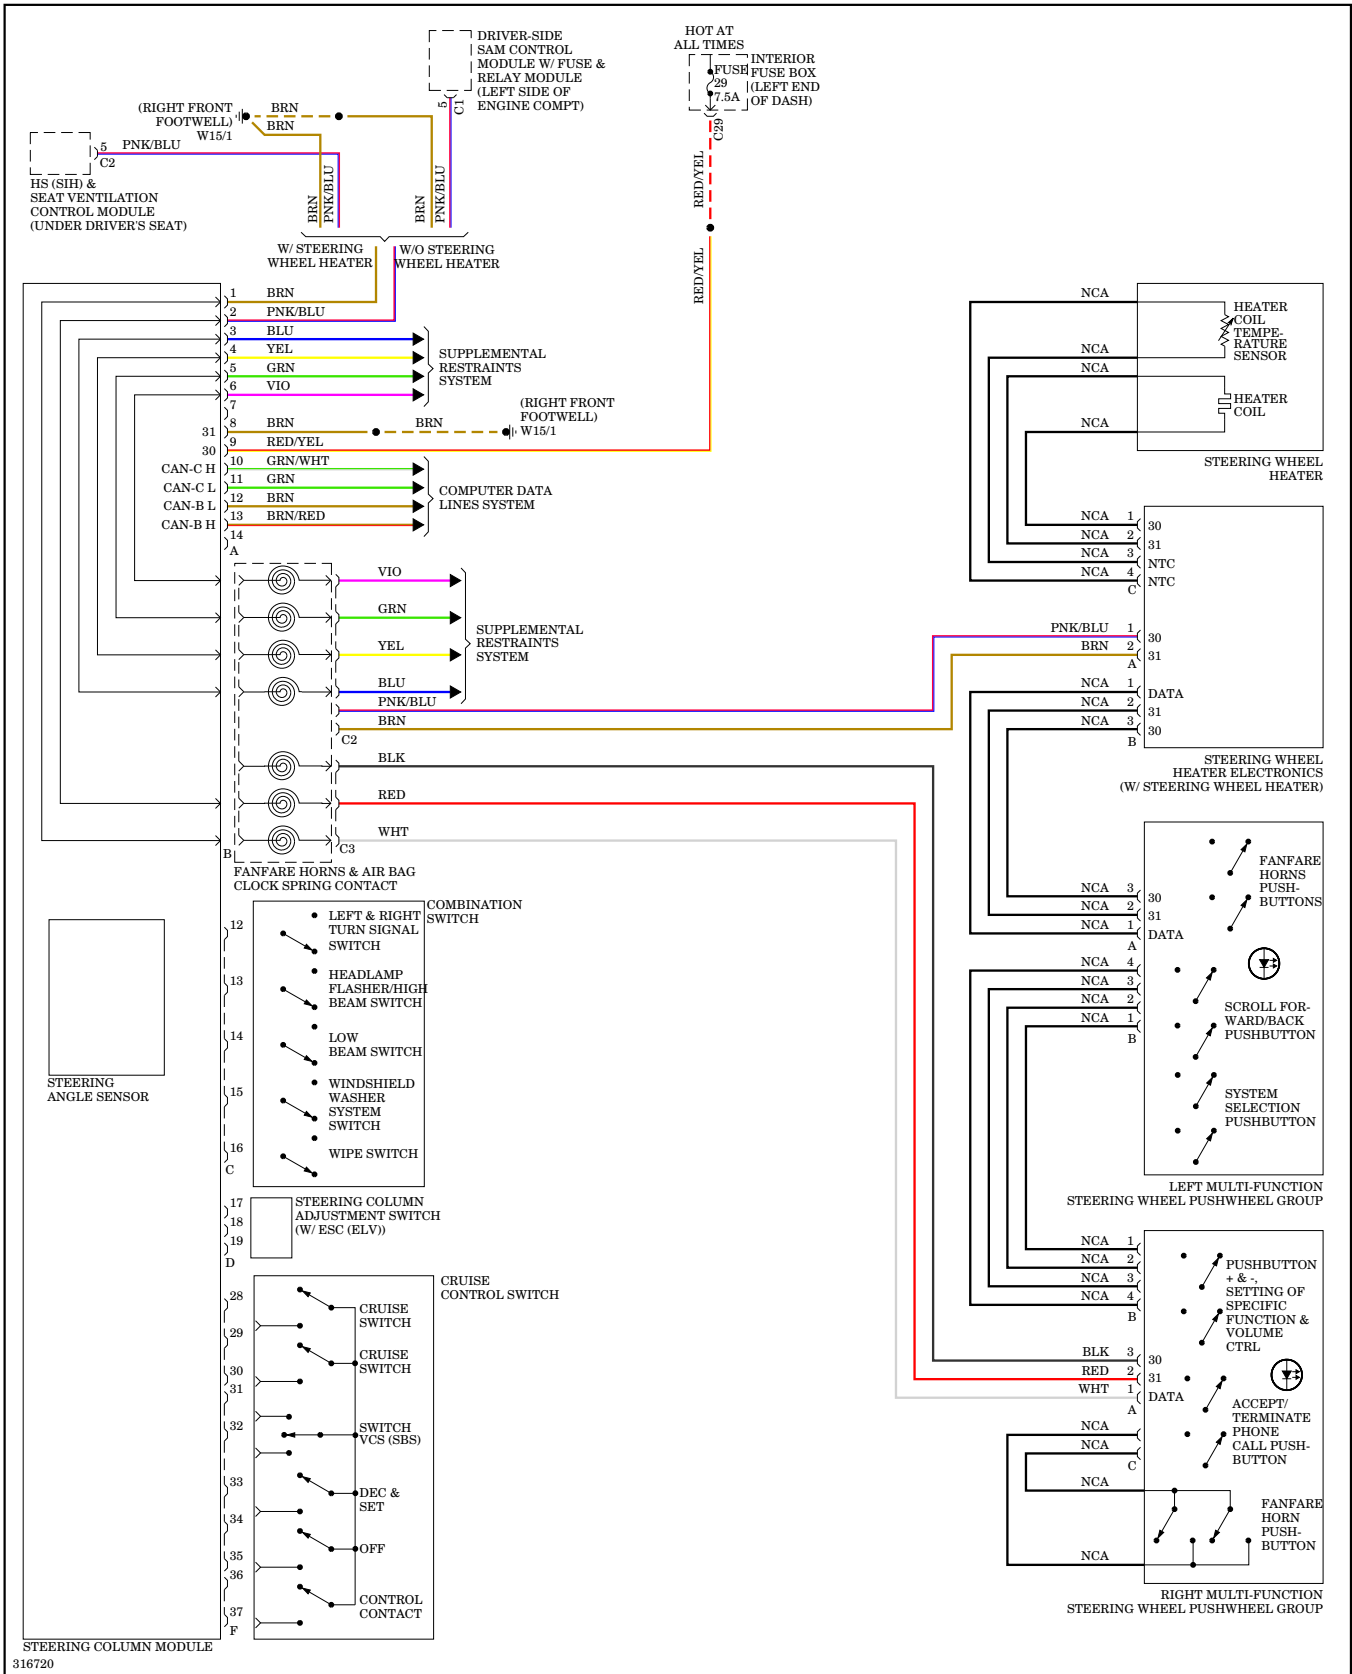 DRIVER-SIDE
SAM CONTROL
MODULE W/ FUSE &
RELAY MODULE
(LEFT SIDE OF
ENGINE COMPT)
5
C1
HOT AT
ALL TIMES
FUSE
29
7.5A
INTERIOR
FUSE BOX
(LEFT END
OF DASH)
C29
RED/YEL
RED/YEL
(RIGHT FRONT
FOOTWELL)
W15/1
BRN
BRN
5
C2
PNK/BLU
HS (SIH) &
SEAT VENTILATION
CONTROL MODULE
(UNDER DRIVER'S SEAT)
BRN
PNK/BLU
BRN
PNK/BLU
W/ STEERING
WHEEL HEATER
W/O STEERING
WHEEL HEATER
1 BRN
2 PNK/BLU
3 BLU
4 YEL
5 GRN
6 VIO
7
SUPPLEMENTAL
RESTRAINTS
SYSTEM
31 8 BRN
BRN
(RIGHT FRONT
FOOTWELL)
W15/1
30 9 RED/YEL
CAN-C H 10 GRN/WHT
CAN-C L 11 GRN
CAN-B L 12 BRN
CAN-B H 13 BRN/RED
14
A
COMPUTER DATA
LINES SYSTEM
VIO
GRN
YEL
BLU
SUPPLEMENTAL
RESTRAINTS
SYSTEM
PNK/BLU
BRN
C2
BLK
RED
WHT
C3
B
FANFARE HORNS & AIR BAG
CLOCK SPRING CONTACT
COMBINATION
SWITCH
12
LEFT & RIGHT
TURN SIGNAL
SWITCH
13
HEADLAMP
FLASHER/HIGH
BEAM SWITCH
14
LOW
BEAM SWITCH
15
WINDSHIELD
WASHER
SYSTEM
SWITCH
16
WIPE SWITCH
C
STEERING
ANGLE SENSOR
17
18
19
D
STEERING COLUMN
ADJUSTMENT SWITCH
(W/ ESC (ELV))
CRUISE
CONTROL SWITCH
28
CRUISE
SWITCH
29
CRUISE
SWITCH
30
31
32
SWITCH
VCS (SBS)
33
DEC &
SET
34
OFF
35
36
CONTROL
CONTACT
37
F
STEERING COLUMN MODULE
316720
NCA
NCA
NCA
NCA
HEATER
COIL
TEMPE-
RATURE
SENSOR
HEATER
COIL
STEERING WHEEL
HEATER
NCA 1 30
NCA 2 31
NCA 3 NTC
NCA 4 NTC
C
PNK/BLU 1 30
BRN 2 31
A
NCA 1 DATA
NCA 2 31
NCA 3 30
B
STEERING WHEEL
HEATER ELECTRONICS
(W/ STEERING WHEEL HEATER)
FANFARE
HORNS
PUSH-
BUTTONS
NCA 3 30
NCA 2 31
NCA 1 DATA
A
NCA 4
NCA 3
NCA 2
NCA 1
B
SCROLL FOR-
WARD/BACK
PUSHBUTTON
SYSTEM
SELECTION
PUSHBUTTON
LEFT MULTI-FUNCTION
STEERING WHEEL PUSHWHEEL GROUP
NCA 1
NCA 2
NCA 3
NCA 4
B
PUSHBUTTON
+ & -,
SETTING OF
SPECIFIC
FUNCTION &
VOLUME
CTRL
BLK 3 30
RED 2 31
WHT 1 DATA
A
ACCEPT/
TERMINATE
PHONE
CALL PUSH-
BUTTON
NCA
NCA
C
NCA
FANFARE
HORN
PUSH-
BUTTON
NCA
RIGHT MULTI-FUNCTION
STEERING WHEEL PUSHWHEEL GROUP